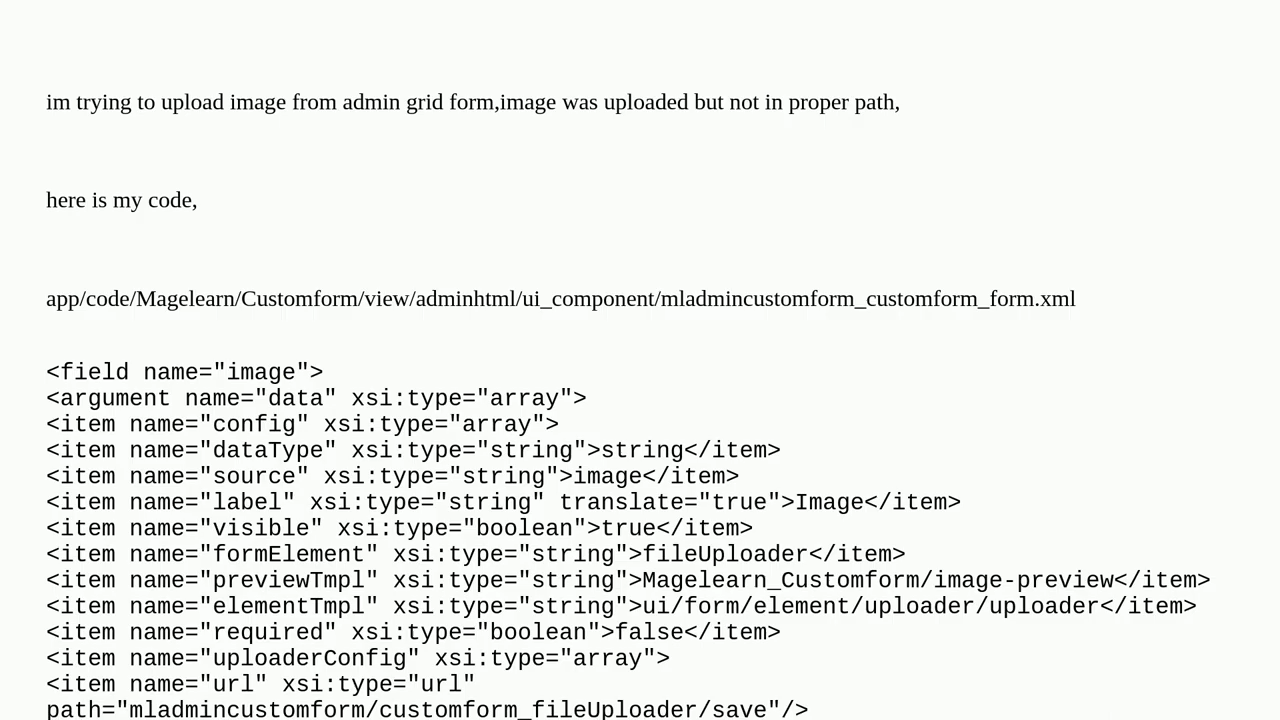 im trying to upload image from admin grid form,image was uploaded but not in proper path,
here is my code,
app/code/Magelearn/Customform/view/adminhtml/ui_component/mladmincustomform_customform_form.xml
<field name="image">
<argument name="data" xsi:type="array">
<item name="config" xsi:type="array">
<item name="dataType" xsi:type="string">string</item>
<item name="source" xsi:type="string">image</item>
<item name="label" xsi:type="string" translate="true">Image</item>
<item name="visible" xsi:type="boolean">true</item>
<item name="formElement" xsi:type="string">fileUploader</item>
<item name="previewTmpl" xsi:type="string">Magelearn_Customform/image-preview</item>
<item name="elementTmpl" xsi:type="string">ui/form/element/uploader/uploader</item>
<item name="required" xsi:type="boolean">false</item>
<item name="uploaderConfig" xsi:type="array">
<item name="url" xsi:type="url"
path="mladmincustomform/customform_fileUploader/save"/>